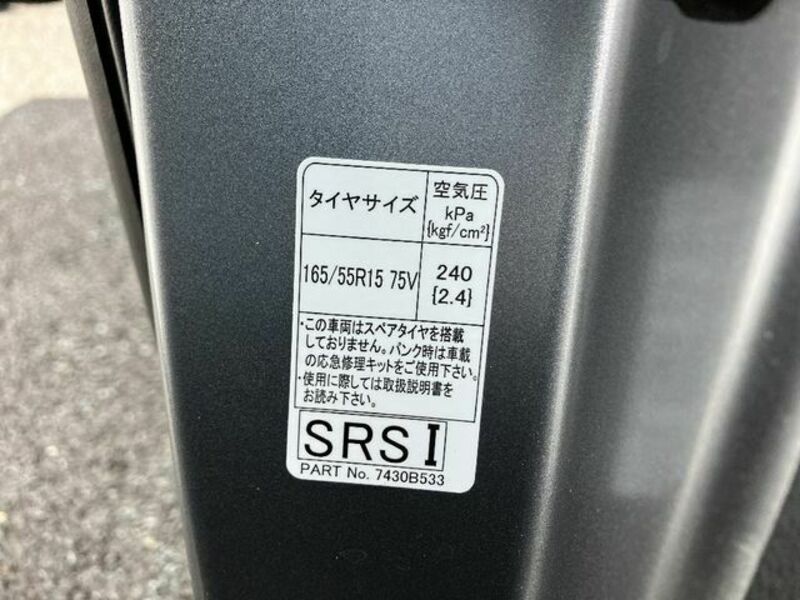 タイヤサイズ
空気圧
kPa
{kgf/cm²}
165/55R15 75V
240
{2.4}
・この車両はスペアタイヤを搭載
しておりません。パンク時は車載
の応急修理キットをご使用下さい。
・使用に際しては取扱説明書を
お読み下さい。
SRS I
PART No. 7430B533